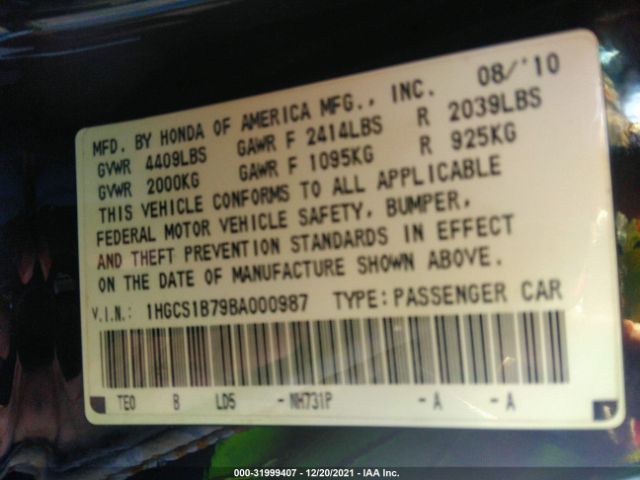 MFD. BY HONDA OF AMERICA MFG., INC. 08/'10
GVWR 4409LBS GAWR F 2414LBS R 2039LBS
GVWR 2000KG GAWR F 1095KG R 925KG
THIS VEHICLE CONFORMS TO ALL APPLICABLE
FEDERAL MOTOR VEHICLE SAFETY, BUMPER,
AND THEFT PREVENTION STANDARDS IN EFFECT
ON THE DATE OF MANUFACTURE SHOWN ABOVE.
V.I.N.: 1HGCS1B79BA000987 TYPE:PASSENGER CAR
TE0 B LD5 -NH731P -A -A
000-31999407 - 12/20/2021 - IAA Inc.